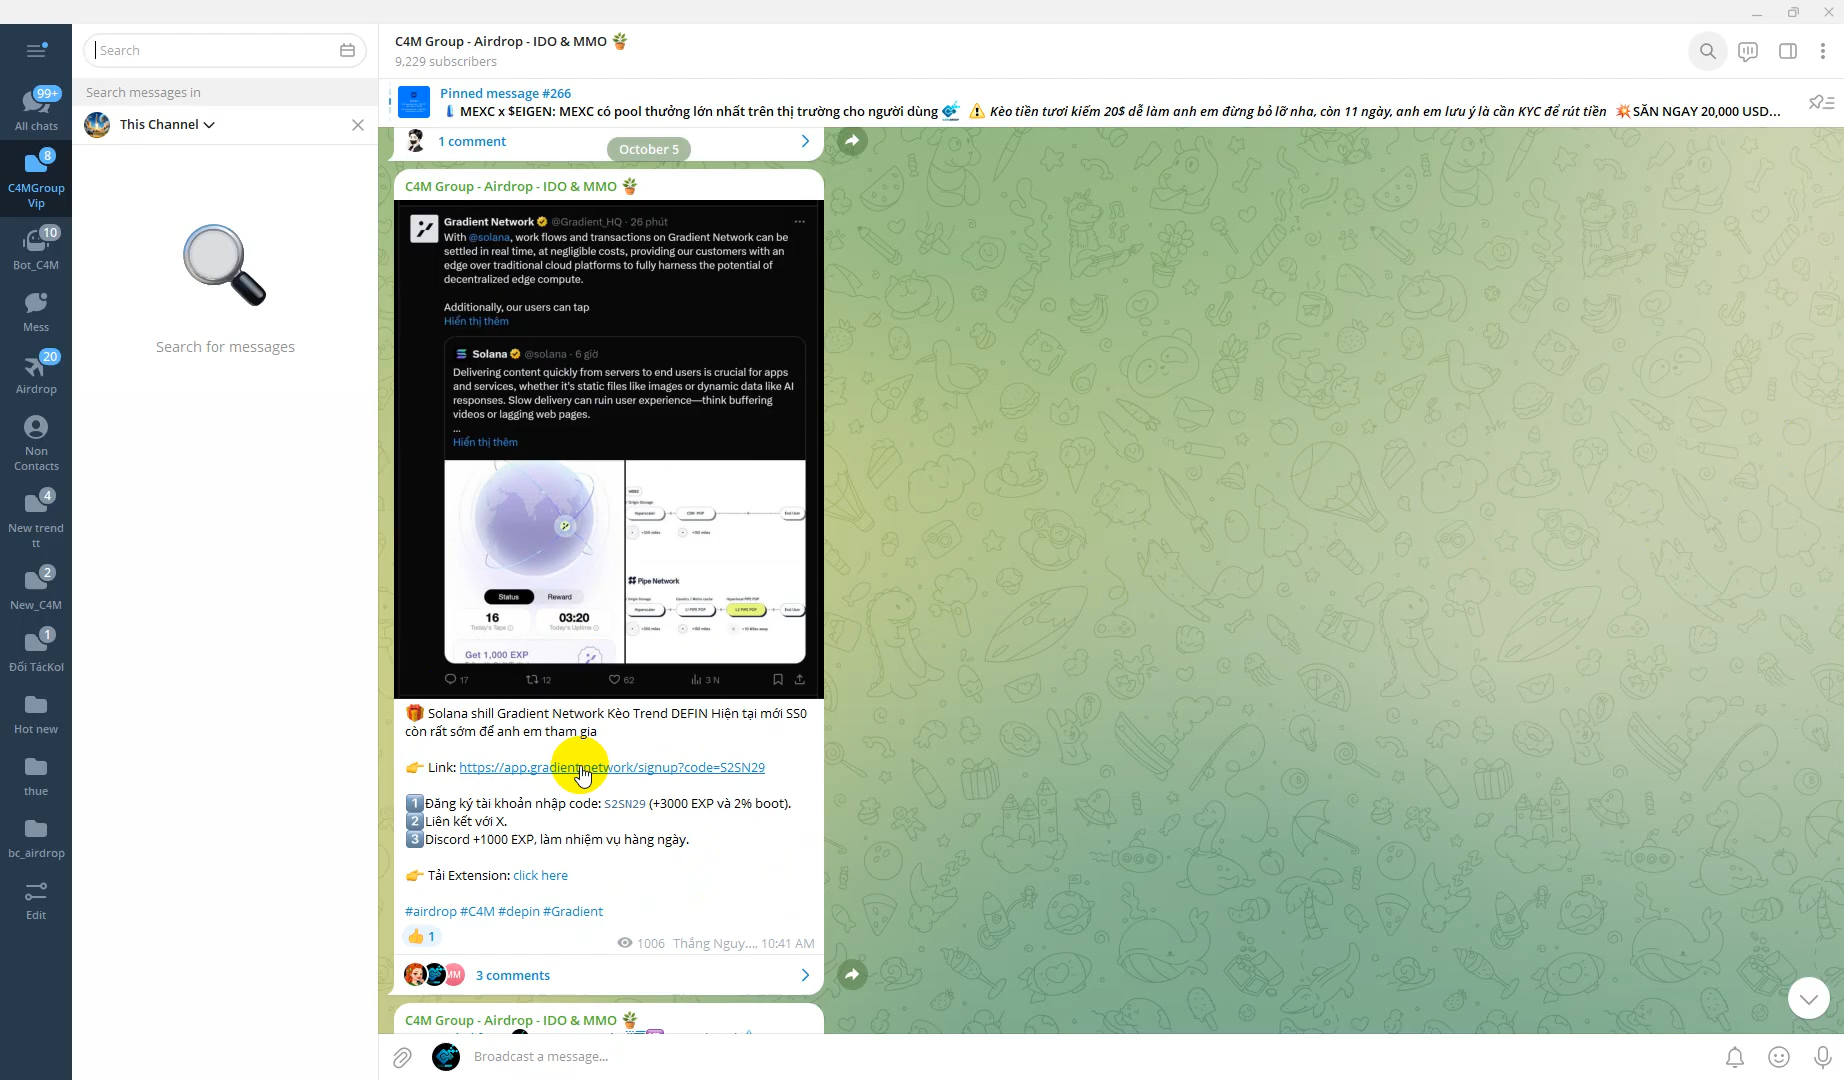 Search
Search messages in
This Channel
Search for messages
99+
All chats
8
C4MGroup
Vip
10
Bot_C4M
Mess
20
Airdrop
Non
Contacts
4
New trend
tt
2
New_C4M
1
Đối TácKol
Hot new
thue
bc_airdrop
Edit
C4M Group - Airdrop - IDO & MMO
9,229 subscribers
Pinned message #266
MEXC x $EIGEN: MEXC có pool thưởng lớn nhất trên thị trường cho người dùng ⚠️ Kèo tiền tươi kiếm 20$ dễ làm anh em đừng bỏ lỡ nha, còn 11 ngày, anh em lưu ý là cần KYC để rút tiền 💥SĂN NGAY 20,000 USD...
1 comment
October 5
C4M Group - Airdrop - IDO & MMO
Gradient Network @Gradient_HQ · 26 phút
With @solana, work flows and transactions on Gradient Network can be
settled in real time, at negligible costs, providing our customers with an
edge over traditional cloud platforms to fully harness the potential of
decentralized edge compute.
Additionally, our users can tap
Hiển thị thêm
Solana @solana · 6 giờ
Delivering content quickly from servers to end users is crucial for apps
and services, whether it's static files like images or dynamic data like AI
responses. Slow delivery can ruin user experience—think buffering
videos or lagging web pages.
...
Hiển thị thêm
Status Reward
16 03:20
Today's Taps Today's Uptime
Get 1,000 EXP
Pipe Network
17 12 62 3 N
🎁 Solana shill Gradient Network Kèo Trend DEFIN Hiện tại mới SS0
còn rất sớm để anh em tham gia
👉 Link: https://app.gradient.network/signup?code=S2SN29
1️⃣Đăng ký tài khoản nhập code: S2SN29 (+3000 EXP và 2% boot).
2️⃣Liên kết với X.
3️⃣Discord +1000 EXP, làm nhiệm vụ hàng ngày.
👉 Tải Extension: click here
#airdrop #C4M #depin #Gradient
👍 1
1006 Thắng Nguy..., 10:41 AM
MM
3 comments
C4M Group - Airdrop - IDO & MMO
Broadcast a message...